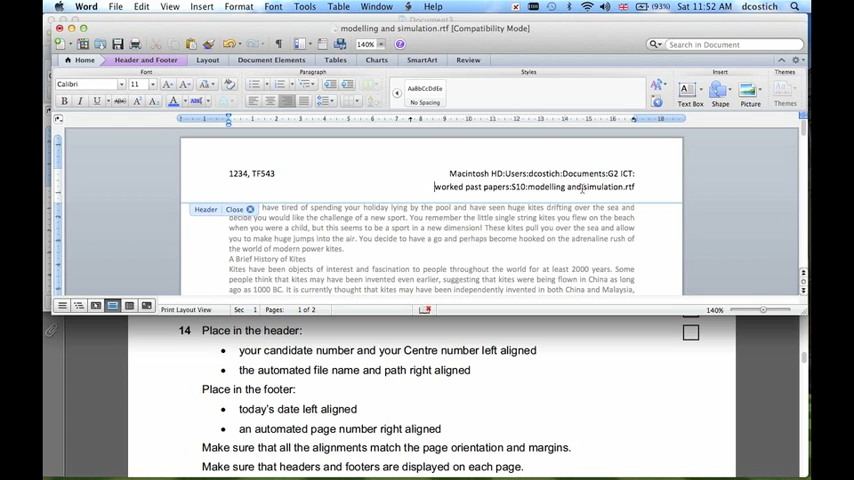 Word File Edit View Insert Format Font Tools Table Window Help (93%) Sat 11:52 AM dcostich
Document3
modelling and simulation.rtf [Compatibility Mode]
140% Search in Document
Home Header and Footer Layout Document Elements Tables Charts SmartArt Review
Font Paragraph Styles Insert Themes
Calibri 11 AaBbCcDdEe
B I U ABC A A No Spacing Text Box Shape Picture Themes
1234, TF543 Macintosh HD:Users:dcostich:Documents:G2 ICT:
worked past papers:S10:modelling and simulation.rtf
Header Close
have tired of spending your holiday lying by the pool and have seen huge kites drifting over the sea and
decide you would like the challenge of a new sport. You remember the little single string kites you flew on the beach
when you were a child, but this seems to be a sport in a new dimension! These kites pull you over the sea and allow
you to make huge jumps into the air. You decide to have a go and perhaps become hooked on the adrenaline rush of
the world of modern power kites.
A Brief History of Kites
Kites have been objects of interest and fascination to people throughout the world for at least 2000 years. Some
people think that kites may have been invented even earlier, suggesting that kites were being flown in China as long
ago as 1000 BC. It is currently thought that kites may have been independently invented in both China and Malaysia,
Print Layout View Sec 1 Pages: 1 of 2 140%
14 Place in the header:
• your candidate number and your Centre number left aligned
• the automated file name and path right aligned
Place in the footer:
• today's date left aligned
• an automated page number right aligned
Make sure that all the alignments match the page orientation and margins.
Make sure that headers and footers are displayed on each page.